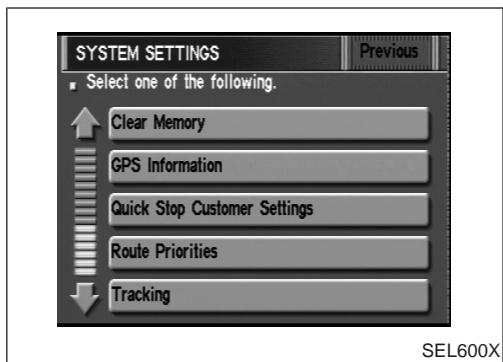 SYSTEM SETTINGS Previous
Select one of the following.
Clear Memory
GPS Information
Quick Stop Customer Settings
Route Priorities
Tracking
SEL600X